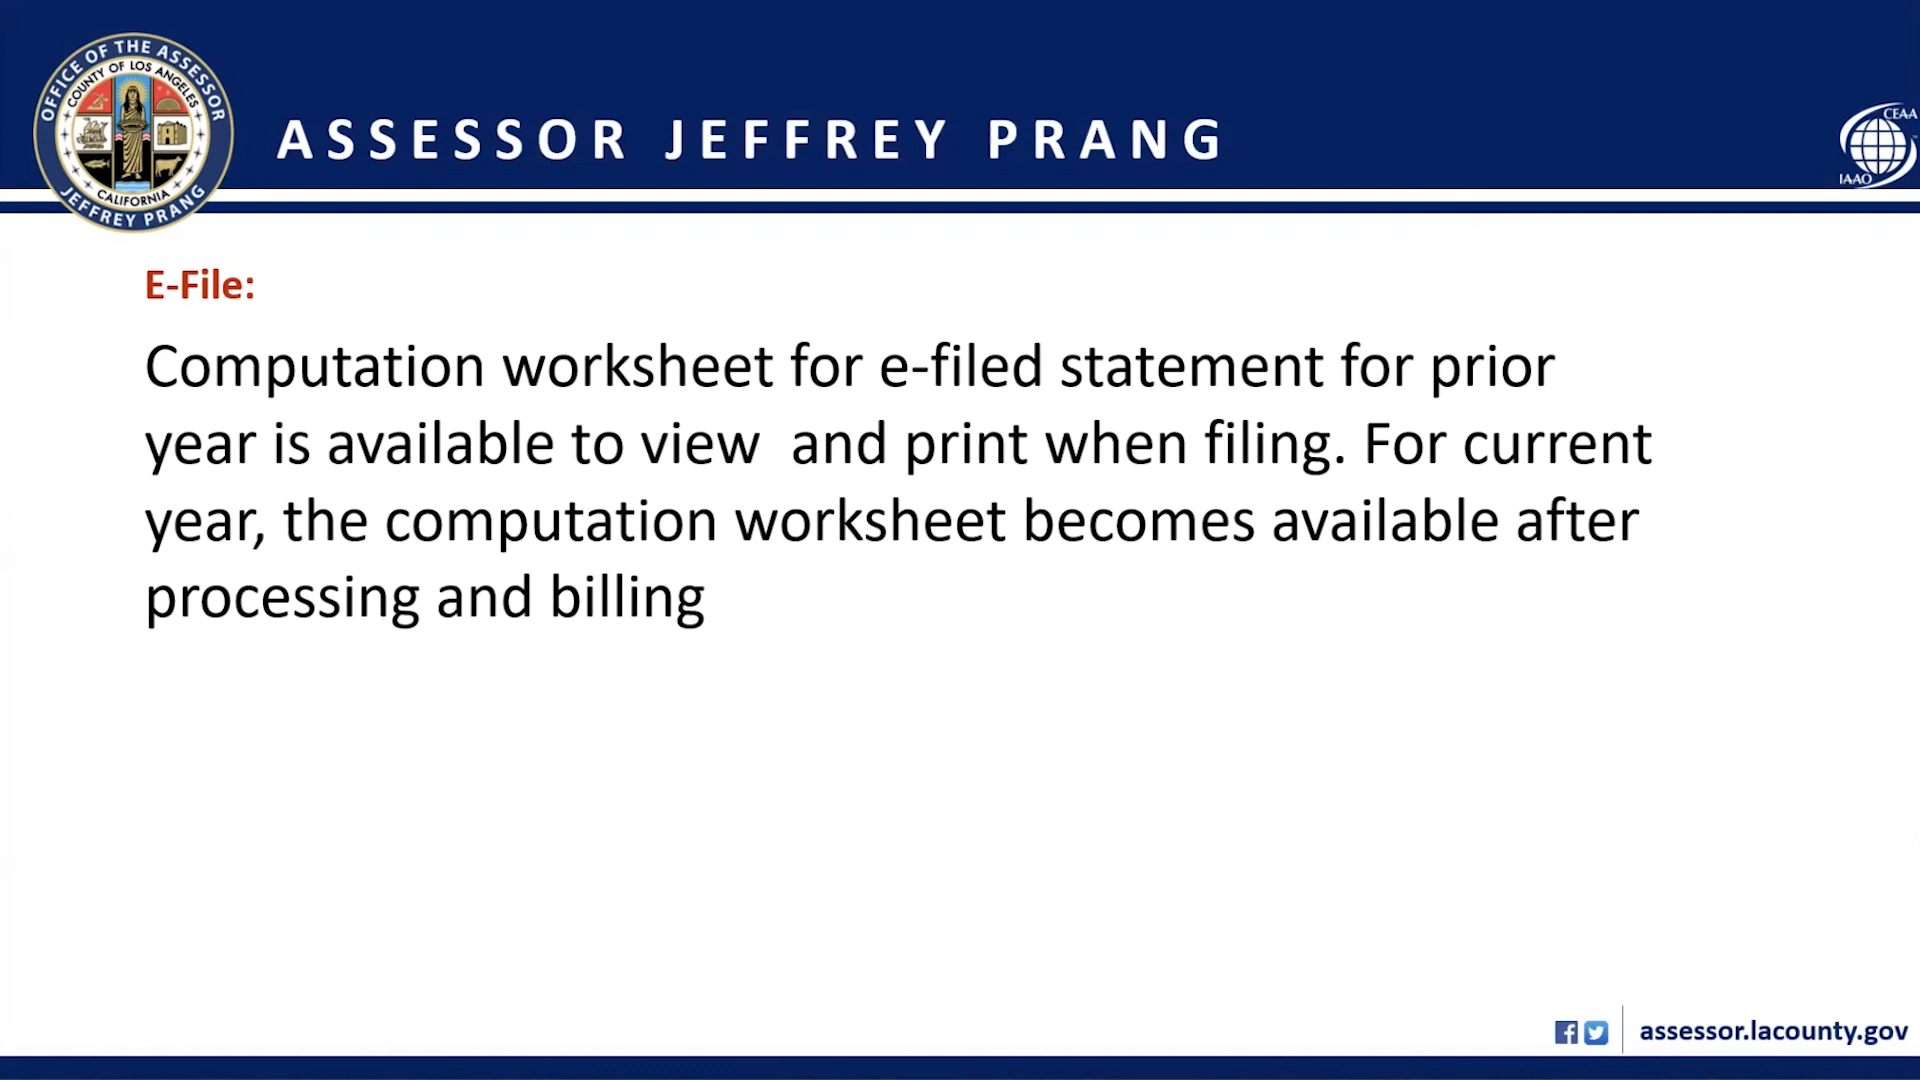 OFFICE OF THE ASSESSOR
COUNTY OF LOS ANGELES
CALIFORNIA
JEFFREY PRANG
ASSESSOR JEFFREY PRANG
CEAA
IAAO
E-File:
Computation worksheet for e-filed statement for prior
year is available to view  and print when filing. For current
year, the computation worksheet becomes available after
processing and billing
assessor.lacounty.gov